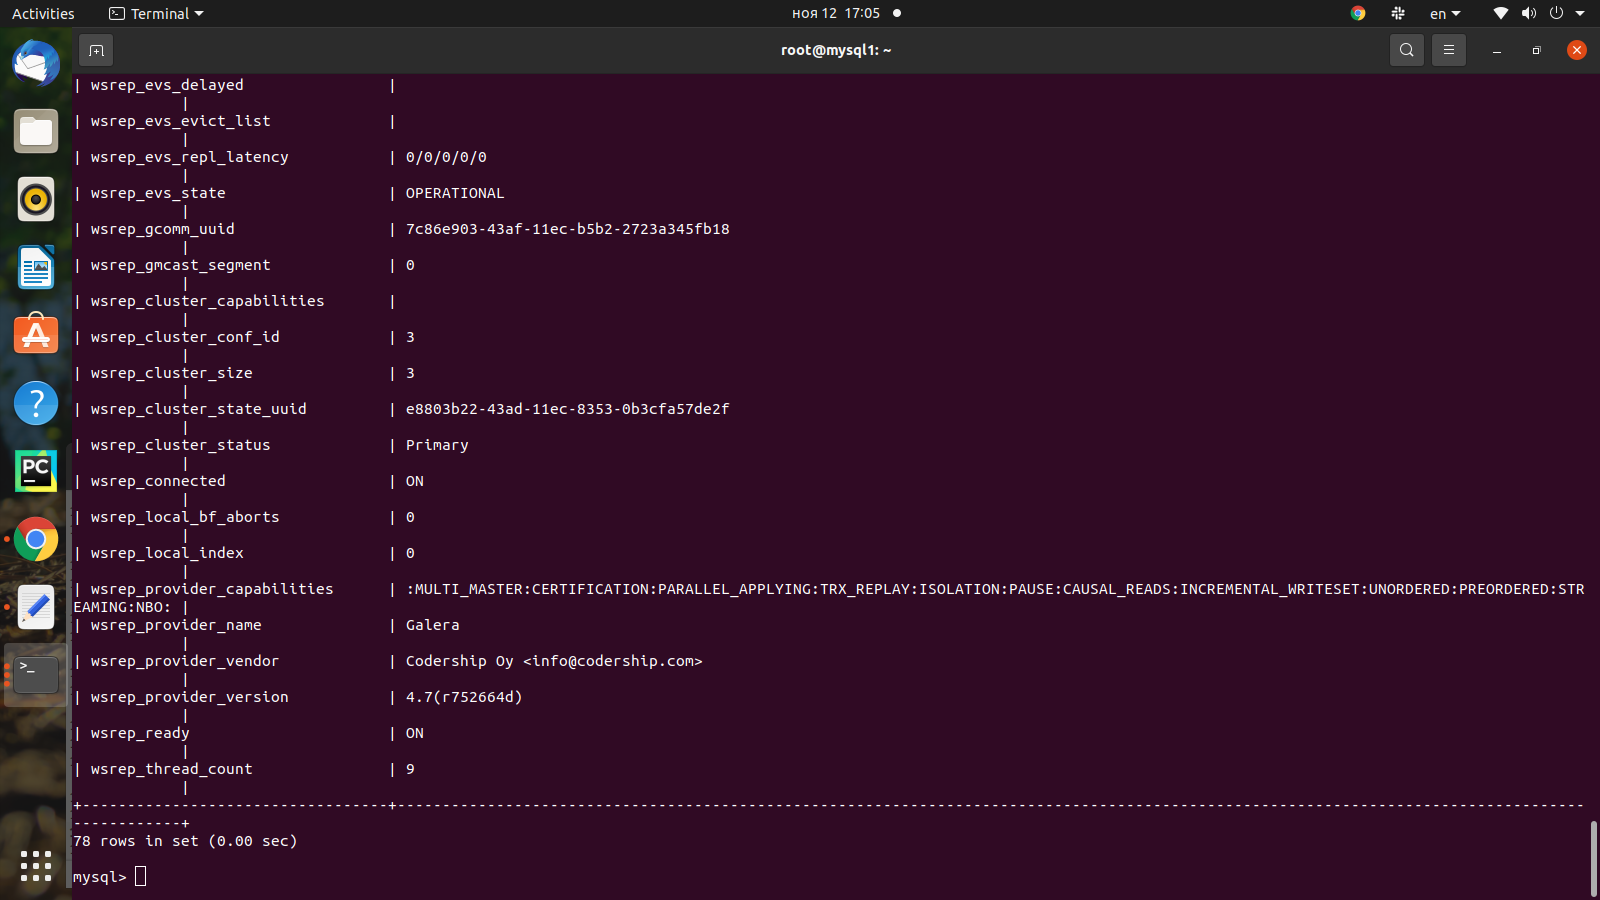 Activities Terminal ноя 12 17:05 en
root@mysql1: ~
| wsrep_evs_delayed |
|
| wsrep_evs_evict_list |
|
| wsrep_evs_repl_latency | 0/0/0/0/0
|
| wsrep_evs_state | OPERATIONAL
|
| wsrep_gcomm_uuid | 7c86e903-43af-11ec-b5b2-2723a345fb18
|
| wsrep_gmcast_segment | 0
|
| wsrep_cluster_capabilities |
|
| wsrep_cluster_conf_id | 3
|
| wsrep_cluster_size | 3
|
| wsrep_cluster_state_uuid | e8803b22-43ad-11ec-8353-0b3cfa57de2f
|
| wsrep_cluster_status | Primary
|
| wsrep_connected | ON
|
| wsrep_local_bf_aborts | 0
|
| wsrep_local_index | 0
|
| wsrep_provider_capabilities | :MULTI_MASTER:CERTIFICATION:PARALLEL_APPLYING:TRX_REPLAY:ISOLATION:PAUSE:CAUSAL_READS:INCREMENTAL_WRITESET:UNORDERED:PREORDERED:STR
EAMING:NBO: |
| wsrep_provider_name | Galera
|
| wsrep_provider_vendor | Codership Oy <info@codership.com>
|
| wsrep_provider_version | 4.7(r752664d)
|
| wsrep_ready | ON
|
| wsrep_thread_count | 9
|
+----------------------------------+------------------------------------------------------------------------------------------------------------------------------------
------------+
78 rows in set (0.00 sec)
mysql>
PC
>_